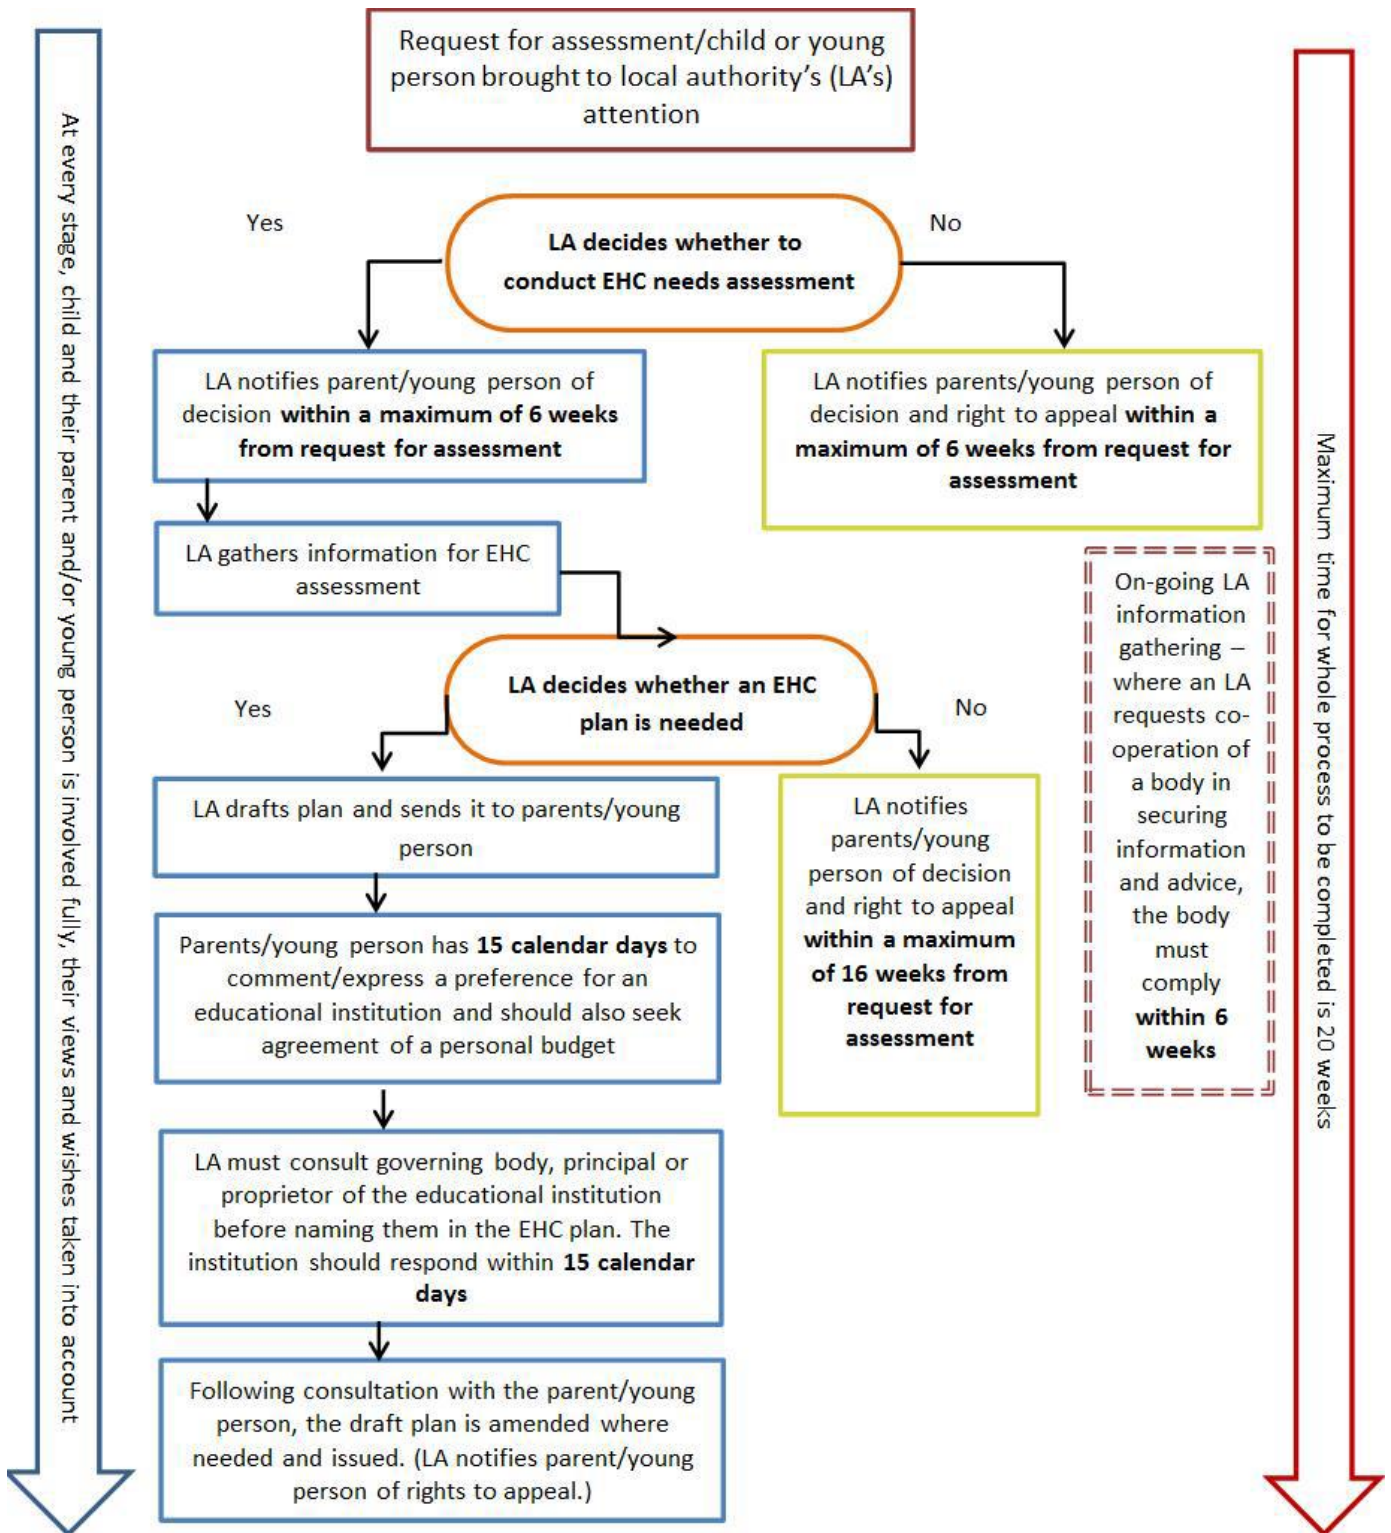 Request for assessment/child or young
person brought to local authority's (LA's)
attention
At every stage, child and their parent and/or young person is involved fully, their views and wishes taken into account
Yes
LA decides whether to
conduct EHC needs assessment
No
LA notifies parent/young person of
decision within a maximum of 6 weeks
from request for assessment
LA notifies parents/young person of
decision and right to appeal within a
maximum of 6 weeks from request for
assessment
LA gathers information for EHC
assessment
On-going LA
information
gathering –
where an LA
requests co-
operation of
a body in
securing
information
and advice,
the body
must
comply
within 6
weeks
Maximum time for whole process to be completed is 20 weeks
Yes
LA decides whether an EHC
plan is needed
No
LA drafts plan and sends it to parents/young
person
LA notifies
parents/young
person of decision
and right to appeal
within a maximum
of 16 weeks from
request for
assessment
Parents/young person has 15 calendar days to
comment/express a preference for an
educational institution and should also seek
agreement of a personal budget
LA must consult governing body, principal or
proprietor of the educational institution
before naming them in the EHC plan. The
institution should respond within 15 calendar
days
Following consultation with the parent/young
person, the draft plan is amended where
needed and issued. (LA notifies parent/young
person of rights to appeal.)